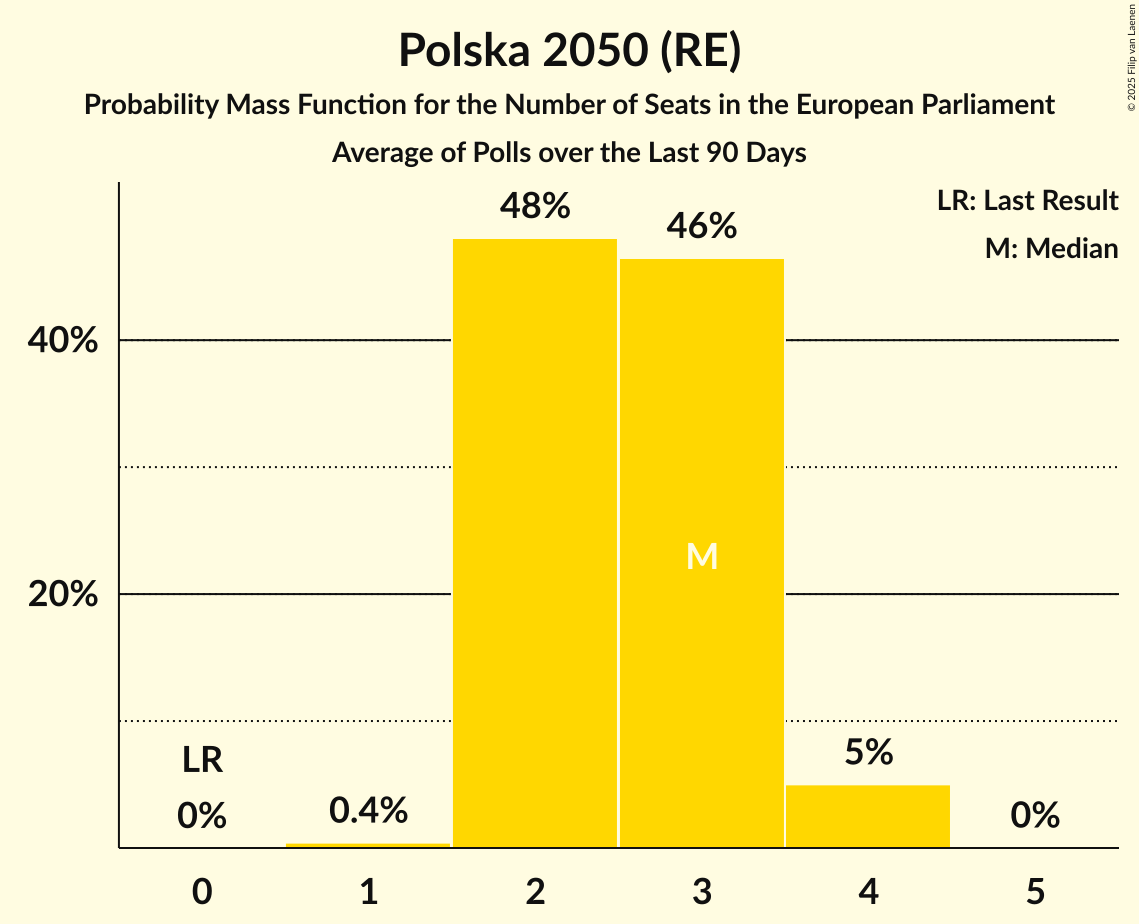 Polska 2050 (RE)
Probability Mass Function for the Number of Seats in the European Parliament
Average of Polls over the Last 90 Days
© 2025 Filip van Laenen
LR: Last Result
M: Median
48%
46%
40%
M
20%
LR
5%
0%
0.4%
0%
0
1
2
3
4
5